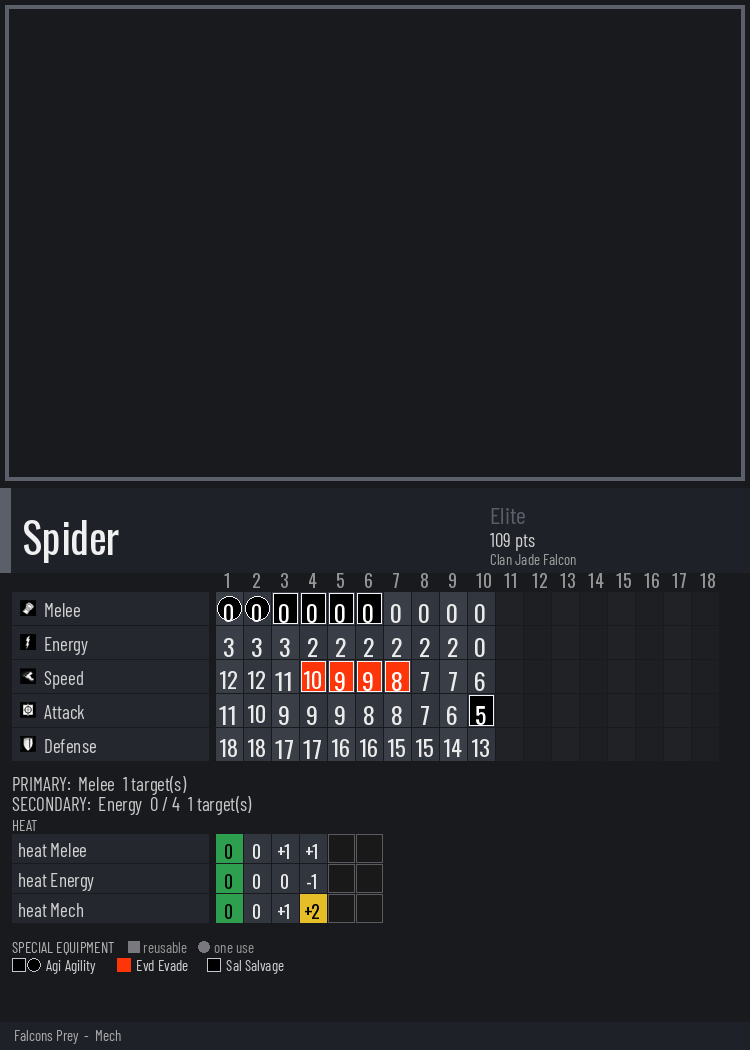 Spider
Elite
109 pts
Clan Jade Falcon
1 2 3 4 5 6 7 8 9 10 11 12 13 14 15 16 17 18
Melee 0 0 0 0 0 0 0 0 0 0
Energy 3 3 3 2 2 2 2 2 2 0
Speed 12 12 11 10 9 9 8 7 7 6
Attack 11 10 9 9 9 8 8 7 6 5
Defense 18 18 17 17 16 16 15 15 14 13
PRIMARY: Melee 1 target(s)
SECONDARY: Energy 0 / 4 1 target(s)
HEAT
heat Melee 0 0 +1 +1
heat Energy 0 0 0 -1
heat Mech 0 0 +1 +2
SPECIAL EQUIPMENT reusable one use
Agi Agility Evd Evade Sal Salvage
Falcons Prey - Mech